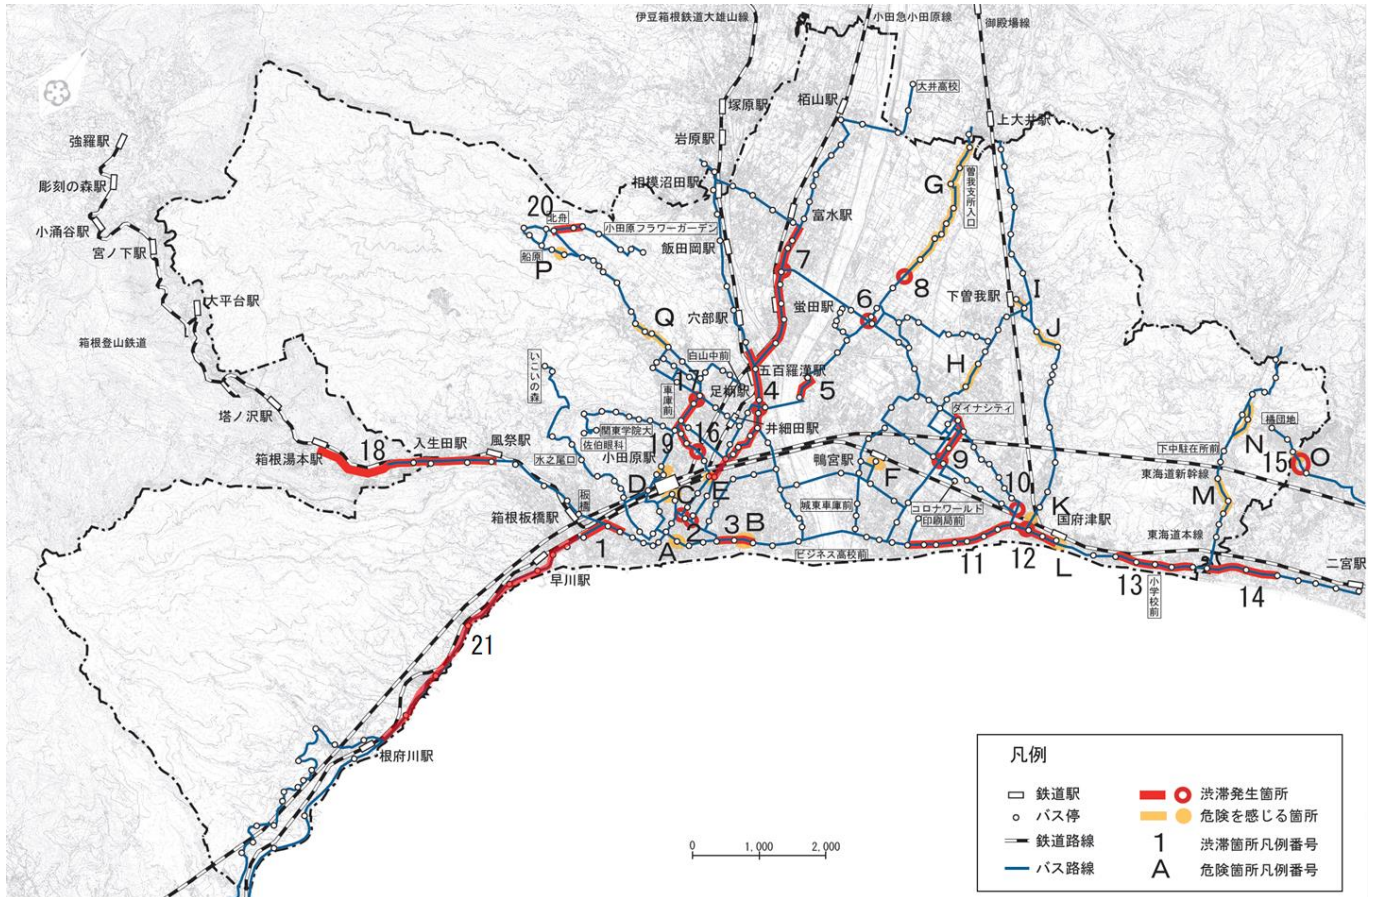 伊豆箱根鉄道大雄山線
小田急小田原線
御殿場線
大井高校
塚原駅
栢山駅
上大井駅
強羅駅
岩原駅
彫刻の森駅
相模沼田駅
G
曽我支所入口
小涌谷駅
20
北舟
小田原フラワーガーデン
富水駅
宮ノ下駅
船原
飯田岡駅
P
7
8
大平台駅
下曽我駅
I
穴部駅
蛍田駅
6
箱根登山鉄道
Q
J
いこいの森
白山中前
五百羅漢駅
H
17
足柄駅
4
5
車庫前
ダイナシティ
塔ノ沢駅
関東学院大
16
井細田駅
橘団地
18
入生田駅
風祭駅
佐伯眼科
19
N
下中駐在所前
箱根湯本駅
水之尾口
小田原駅
鴨宮駅
9
15
O
東海道新幹線
F
D
C
E
10
M
板橋
城東車庫前
コロナワールド
K
箱根板橋駅
2
印刷局前
国府津駅
1
A
3
B
12
東海道本線
ビジネス高校前
11
L
二宮駅
早川駅
13
小学校前
14
21
根府川駅
凡例
鉄道駅
渋滞発生箇所
バス停
危険を感じる箇所
鉄道路線
1
渋滞箇所凡例番号
バス路線
A
危険箇所凡例番号
0 1,000 2,000